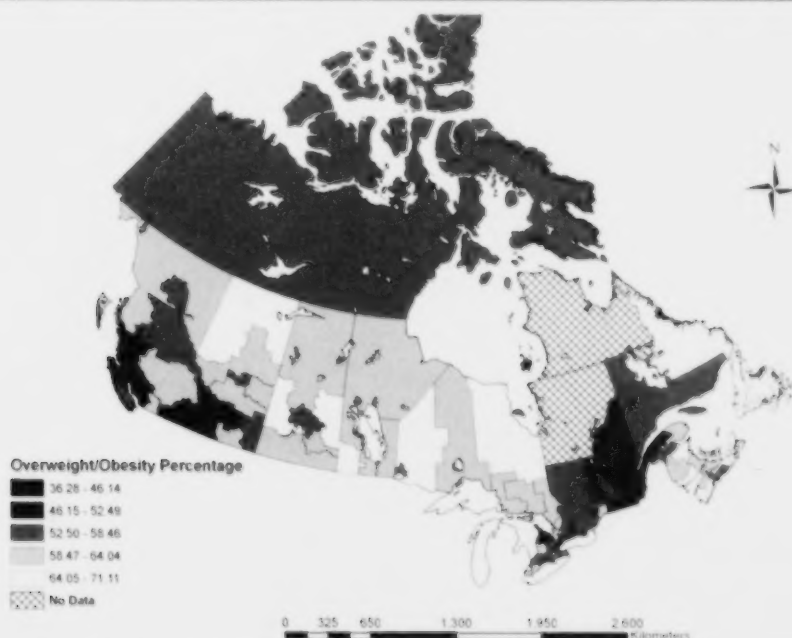 N
Overweight/Obesity Percentage
36.28 - 46.14
46.15 - 52.49
52.50 - 58.46
58.47 - 64.04
64.05 - 71.11
No Data
0 325 650 1,300 1,950 2,600
Kilometers